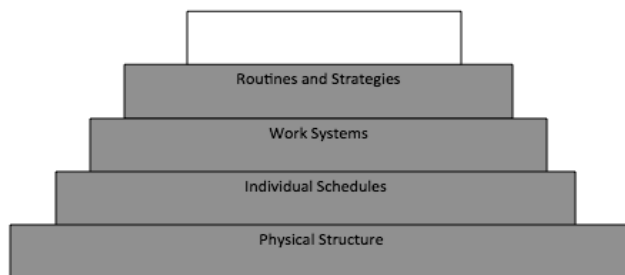 Routines and Strategies
Work Systems
Individual Schedules
Physical Structure